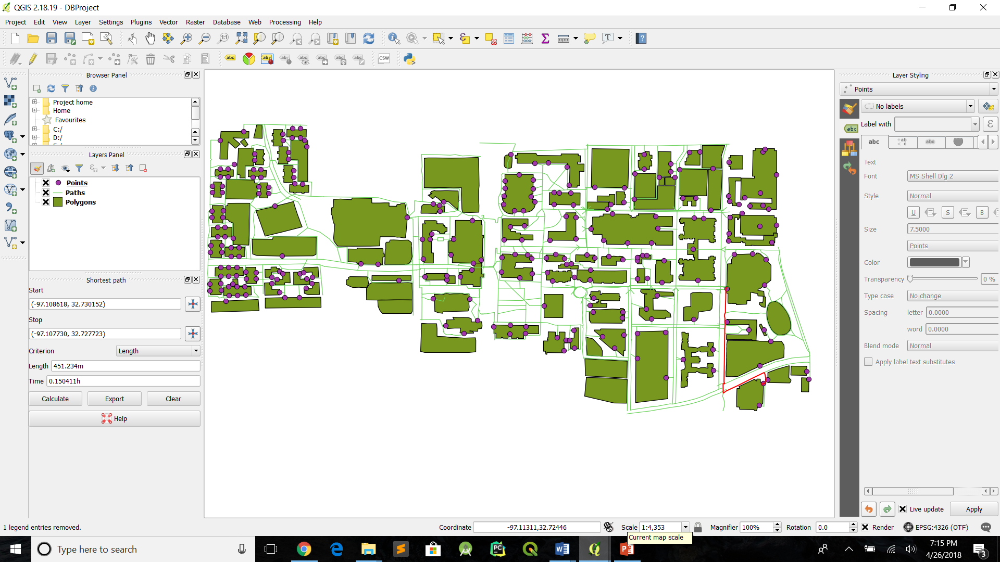 QGIS 2.18.19 - DBProject
Project Edit View Layer Settings Plugins Vector Raster Database Web Processing Help
Browser Panel
Project home
Home
Favourites
C:/
D:/
Layers Panel
Points
Paths
Polygons
Shortest path
Start
(-97.108618, 32.730152)
Stop
(-97.107730, 32.727723)
Criterion Length
Length 451.234m
Time 0.150411h
Calculate Export Clear
Help
Layer Styling
Points
No labels
Label with
abc
Text
Font MS Shell Dlg 2
Style Normal
U S B
Size 7.5000
Points
Color
Transparency 0 %
Type case No change
Spacing letter 0.0000
word 0.0000
Blend mode Normal
Apply label text substitutes
Live update Apply
1 legend entries removed.
Coordinate -97.11311,32.72446 Scale 1:4,353 Magnifier 100% Rotation 0.0 Render EPSG:4326 (OTF)
Current map scale
Type here to search
7:15 PM
4/26/2018
3